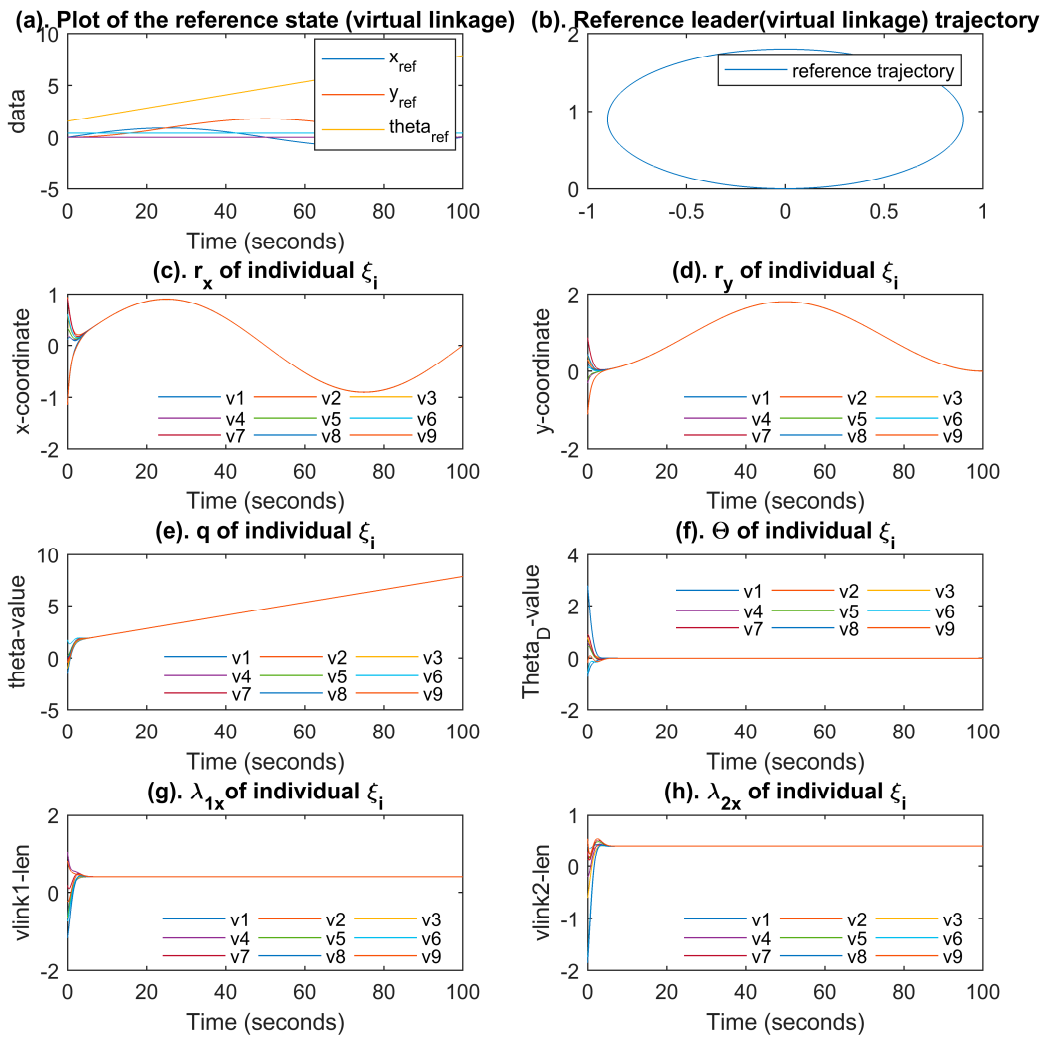 (a). Plot of the reference state (virtual linkage)
10
5
0
-5
data
x_ref
y_ref
theta_ref
0 20 40 60 80 100
Time (seconds)
(b). Reference leader(virtual linkage) trajectory
2
1
0
reference trajectory
-1 -0.5 0 0.5 1
(c). r_x of individual ξ_i
1
0
-1
-2
x-coordinate
v1 v2 v3
v4 v5 v6
v7 v8 v9
0 20 40 60 80 100
Time (seconds)
(d). r_y of individual ξ_i
2
0
-2
y-coordinate
v1 v2 v3
v4 v5 v6
v7 v8 v9
0 20 40 60 80 100
Time (seconds)
(e). q of individual ξ_i
10
5
0
-5
theta-value
v1 v2 v3
v4 v5 v6
v7 v8 v9
0 20 40 60 80 100
Time (seconds)
(f). Θ of individual ξ_i
4
2
0
-2
Theta_D-value
v1 v2 v3
v4 v5 v6
v7 v8 v9
0 20 40 60 80 100
Time (seconds)
(g). λ_1x of individual ξ_i
2
0
-2
vlink1-len
v1 v2 v3
v4 v5 v6
v7 v8 v9
0 20 40 60 80 100
Time (seconds)
(h). λ_2x of individual ξ_i
1
0
-1
-2
vlink2-len
v1 v2 v3
v4 v5 v6
v7 v8 v9
0 20 40 60 80 100
Time (seconds)